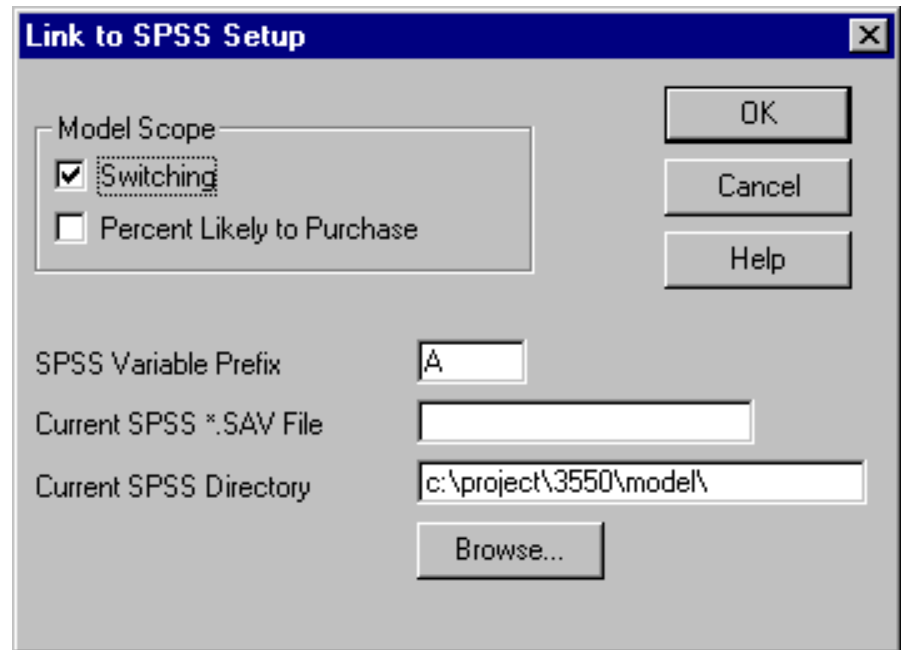 Link to SPSS Setup
Model Scope
Switching
Percent Likely to Purchase
OK
Cancel
Help
SPSS Variable Prefix
A
Current SPSS *.SAV File
Current SPSS Directory
c:\project\3550\model\
Browse...